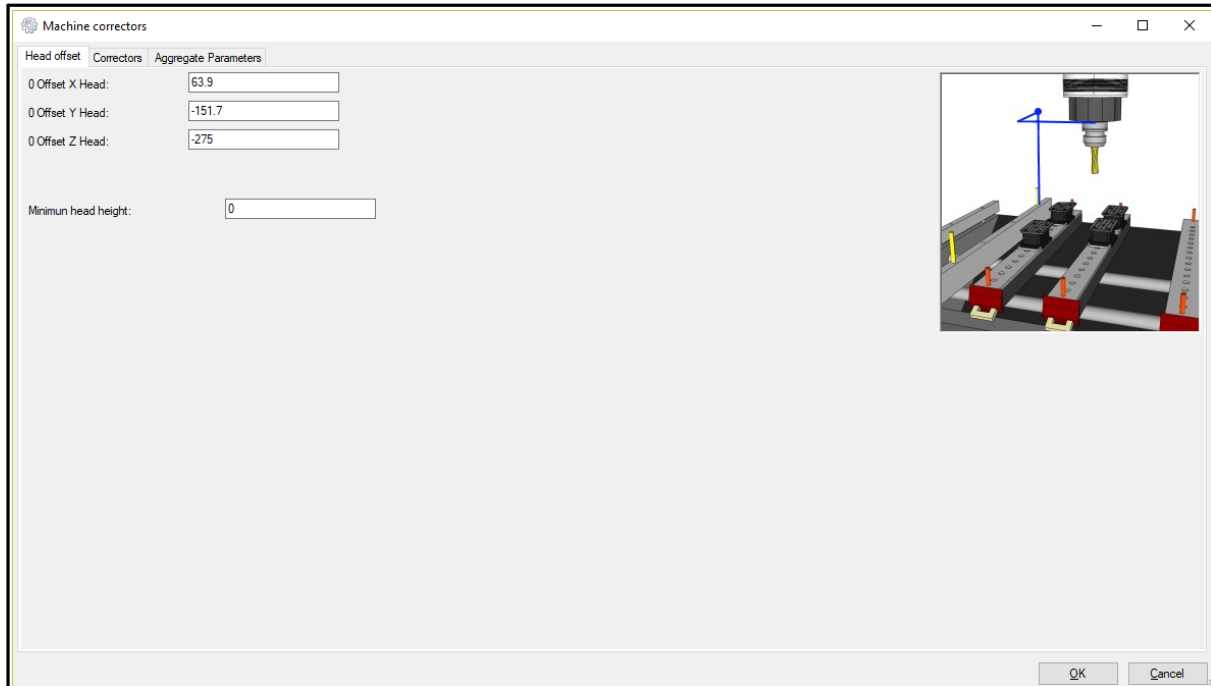 Machine correctors
Head offset Correctors Aggregate Parameters
0 Offset X Head: 63.9
0 Offset Y Head: -151.7
0 Offset Z Head: -275
Minimun head height: 0
OK Cancel